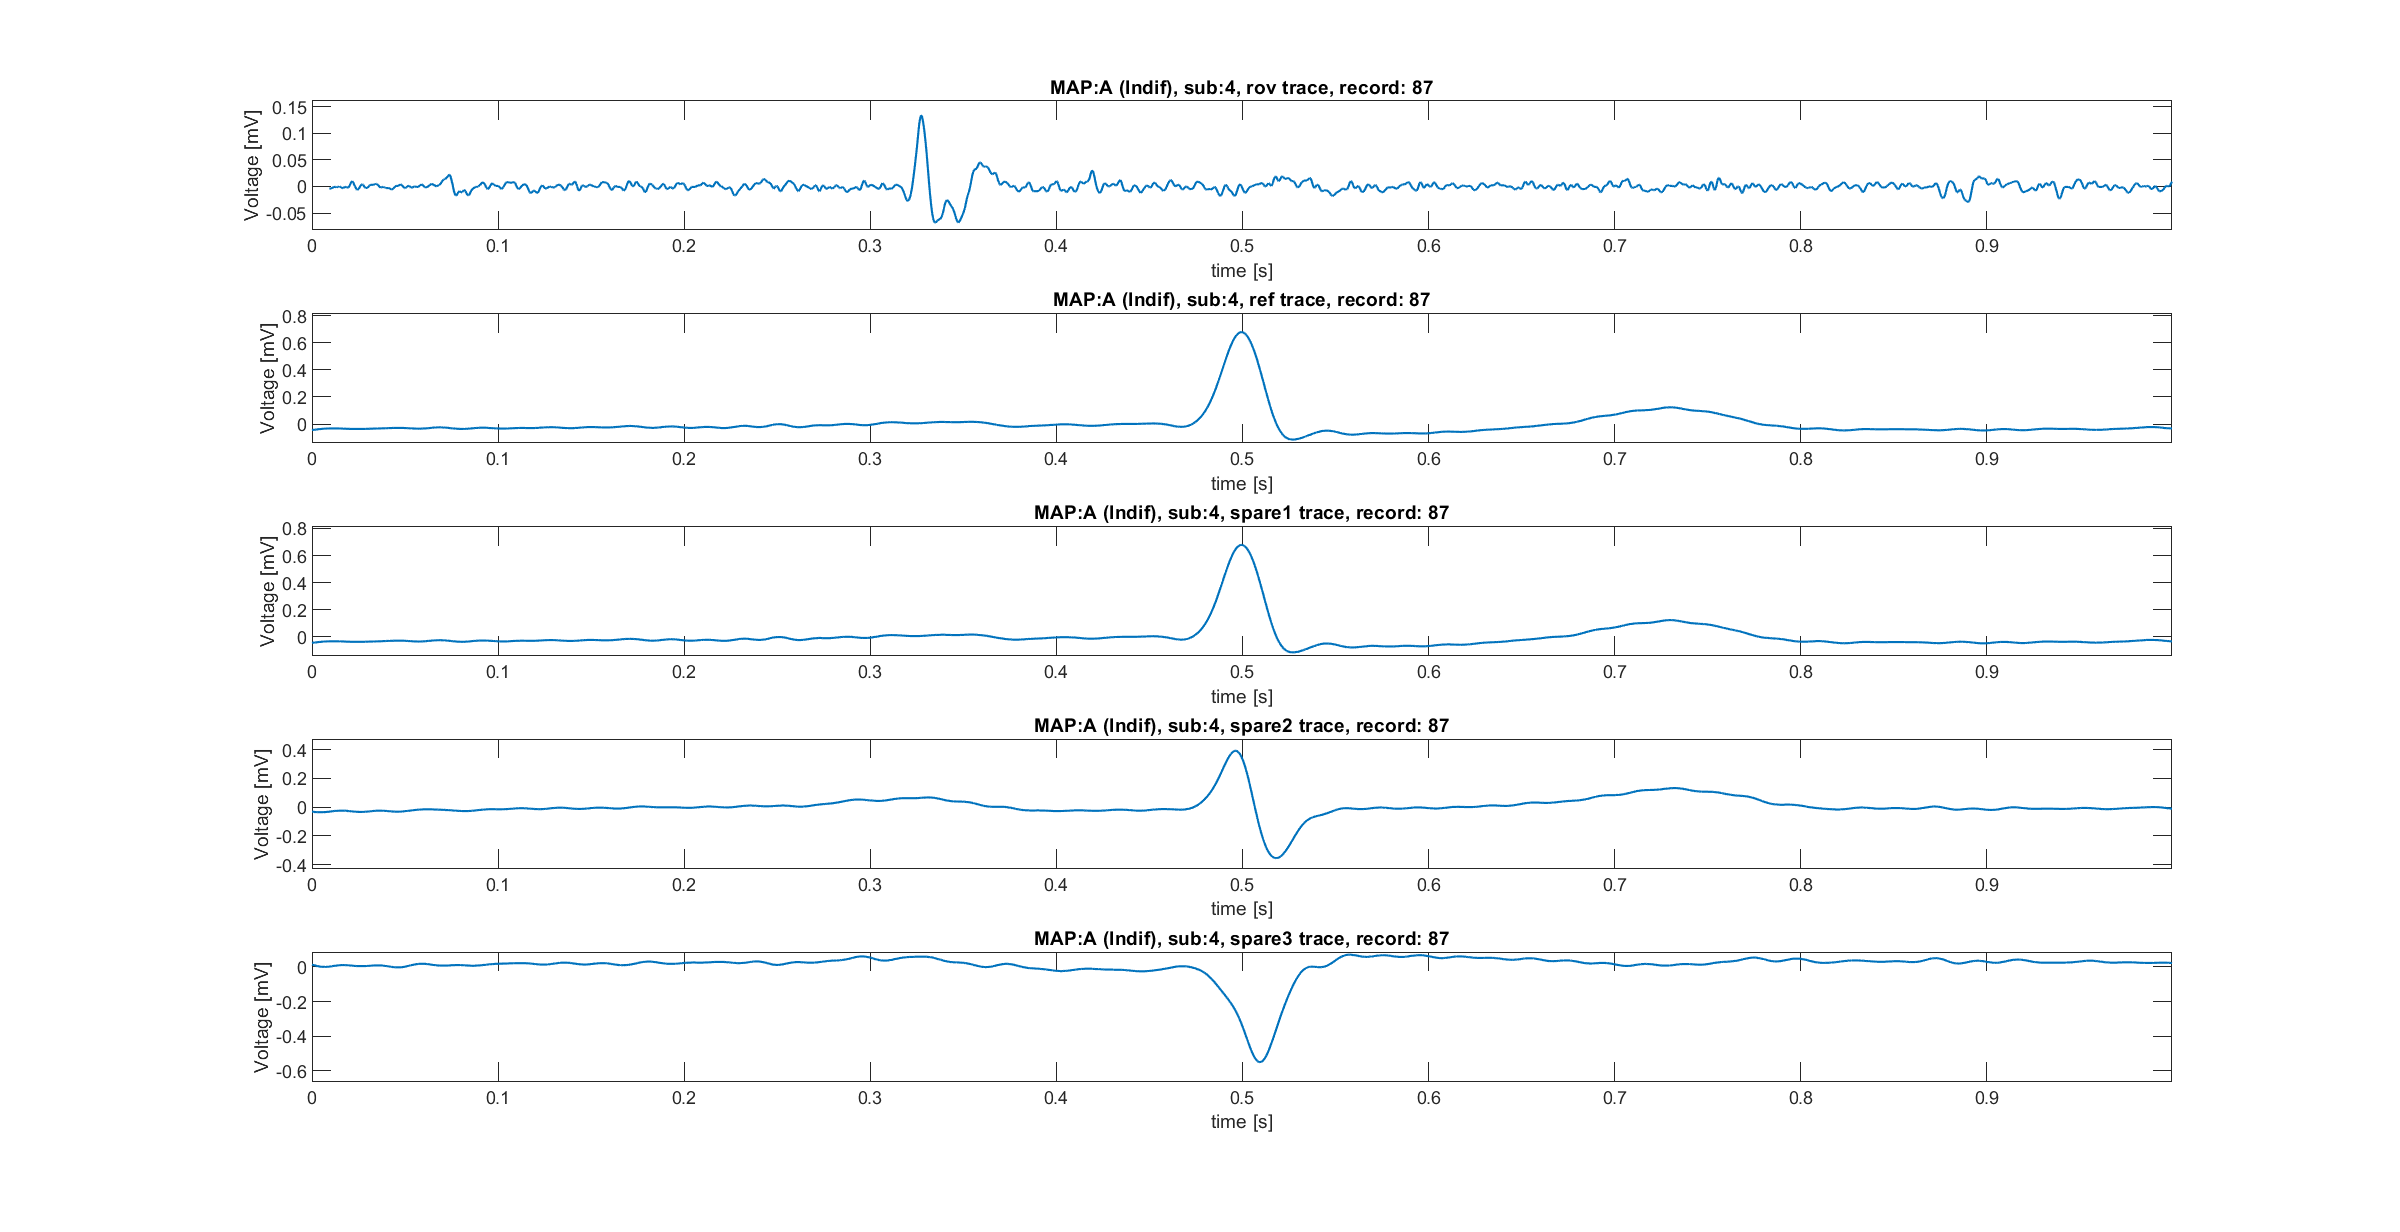 MAP:A (Indif), sub:4, rov trace, record: 87
Voltage [mV]
0.15
0.1
0.05
0
-0.05
0 0.1 0.2 0.3 0.4 0.5 0.6 0.7 0.8 0.9
time [s]
MAP:A (Indif), sub:4, ref trace, record: 87
Voltage [mV]
0.8
0.6
0.4
0.2
0
0 0.1 0.2 0.3 0.4 0.5 0.6 0.7 0.8 0.9
time [s]
MAP:A (Indif), sub:4, spare1 trace, record: 87
Voltage [mV]
0.8
0.6
0.4
0.2
0
0 0.1 0.2 0.3 0.4 0.5 0.6 0.7 0.8 0.9
time [s]
MAP:A (Indif), sub:4, spare2 trace, record: 87
Voltage [mV]
0.4
0.2
0
-0.2
-0.4
0 0.1 0.2 0.3 0.4 0.5 0.6 0.7 0.8 0.9
time [s]
MAP:A (Indif), sub:4, spare3 trace, record: 87
Voltage [mV]
0
-0.2
-0.4
-0.6
0 0.1 0.2 0.3 0.4 0.5 0.6 0.7 0.8 0.9
time [s]